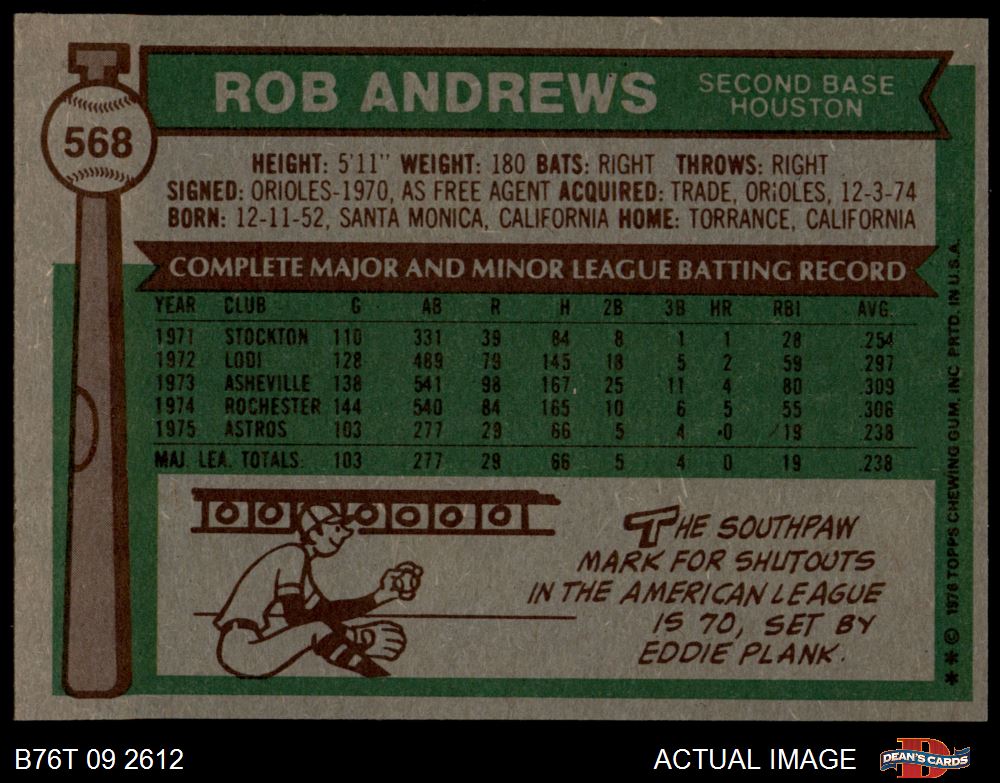 568
ROB ANDREWS
SECOND BASE
HOUSTON
HEIGHT: 5'11" WEIGHT: 180 BATS: RIGHT THROWS: RIGHT
SIGNED: ORIOLES-1970, AS FREE AGENT ACQUIRED: TRADE, ORIOLES, 12-3-74
BORN: 12-11-52, SANTA MONICA, CALIFORNIA HOME: TORRANCE, CALIFORNIA
COMPLETE MAJOR AND MINOR LEAGUE BATTING RECORD
YEAR CLUB G AB R H 2B 3B HR RBI AVG.
1971 STOCKTON 110 331 39 84 8 1 1 28 .254
1972 LODI 128 489 79 145 18 5 2 59 .297
1973 ASHEVILLE 138 541 98 167 25 11 4 80 .309
1974 ROCHESTER 144 540 84 165 10 6 5 55 .306
1975 ASTROS 103 277 29 66 5 4 0 19 .238
MAJ. LEA. TOTALS: 103 277 29 66 5 4 0 19 .238
0 0 0 0 0 0
THE SOUTHPAW
MARK FOR SHUTOUTS
IN THE AMERICAN LEAGUE
IS 70, SET BY
EDDIE PLANK.
* * © 1976 TOPPS CHEWING GUM, INC PRTD. IN U.S.A.
B76T 09 2612
ACTUAL IMAGE
DEAN'S CARDS